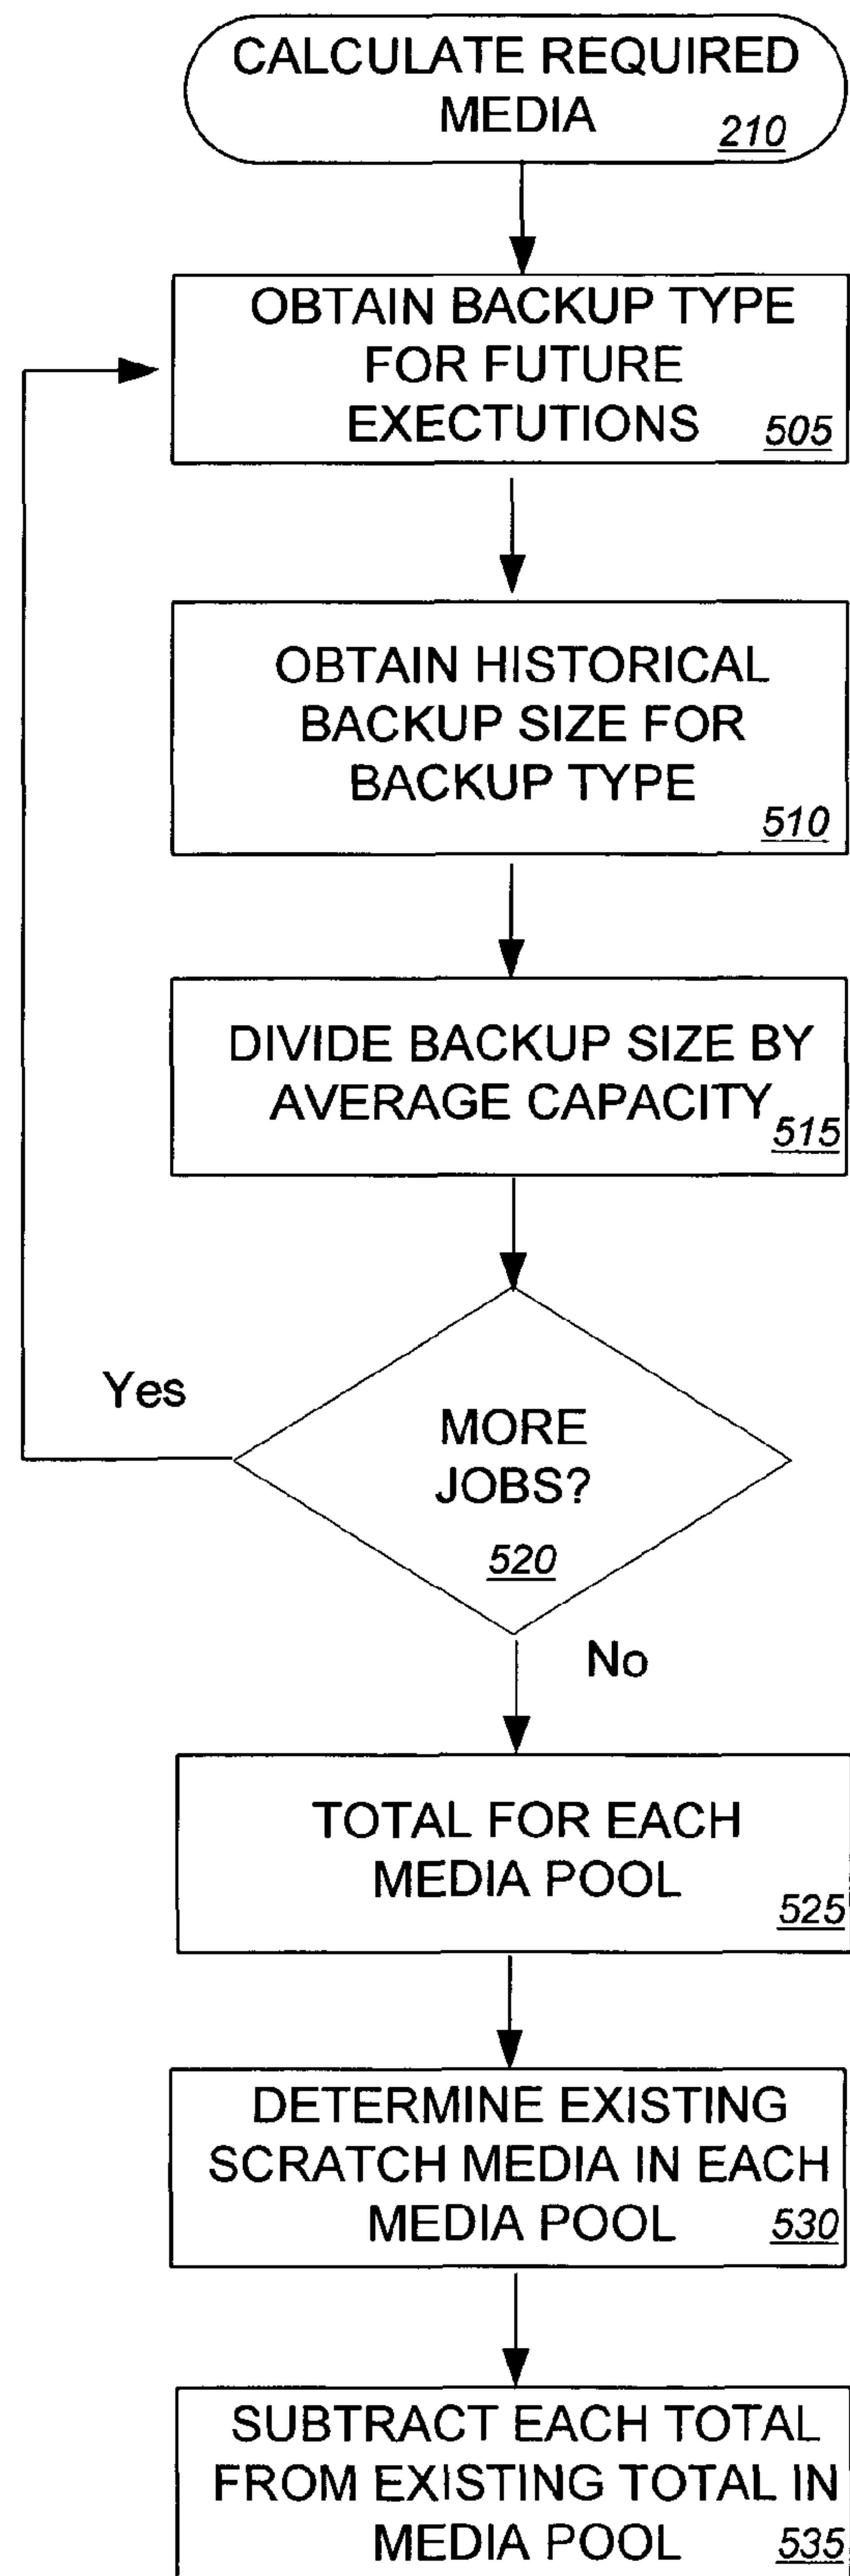 CALCULATE REQUIRED
MEDIA
210
OBTAIN BACKUP TYPE
FOR FUTURE
EXECTUTIONS
505
OBTAIN HISTORICAL
BACKUP SIZE FOR
BACKUP TYPE
510
DIVIDE BACKUP SIZE BY
AVERAGE CAPACITY
515
Yes
MORE
JOBS?
520
No
TOTAL FOR EACH
MEDIA POOL
525
DETERMINE EXISTING
SCRATCH MEDIA IN EACH
MEDIA POOL
530
SUBTRACT EACH TOTAL
FROM EXISTING TOTAL IN
MEDIA POOL
535